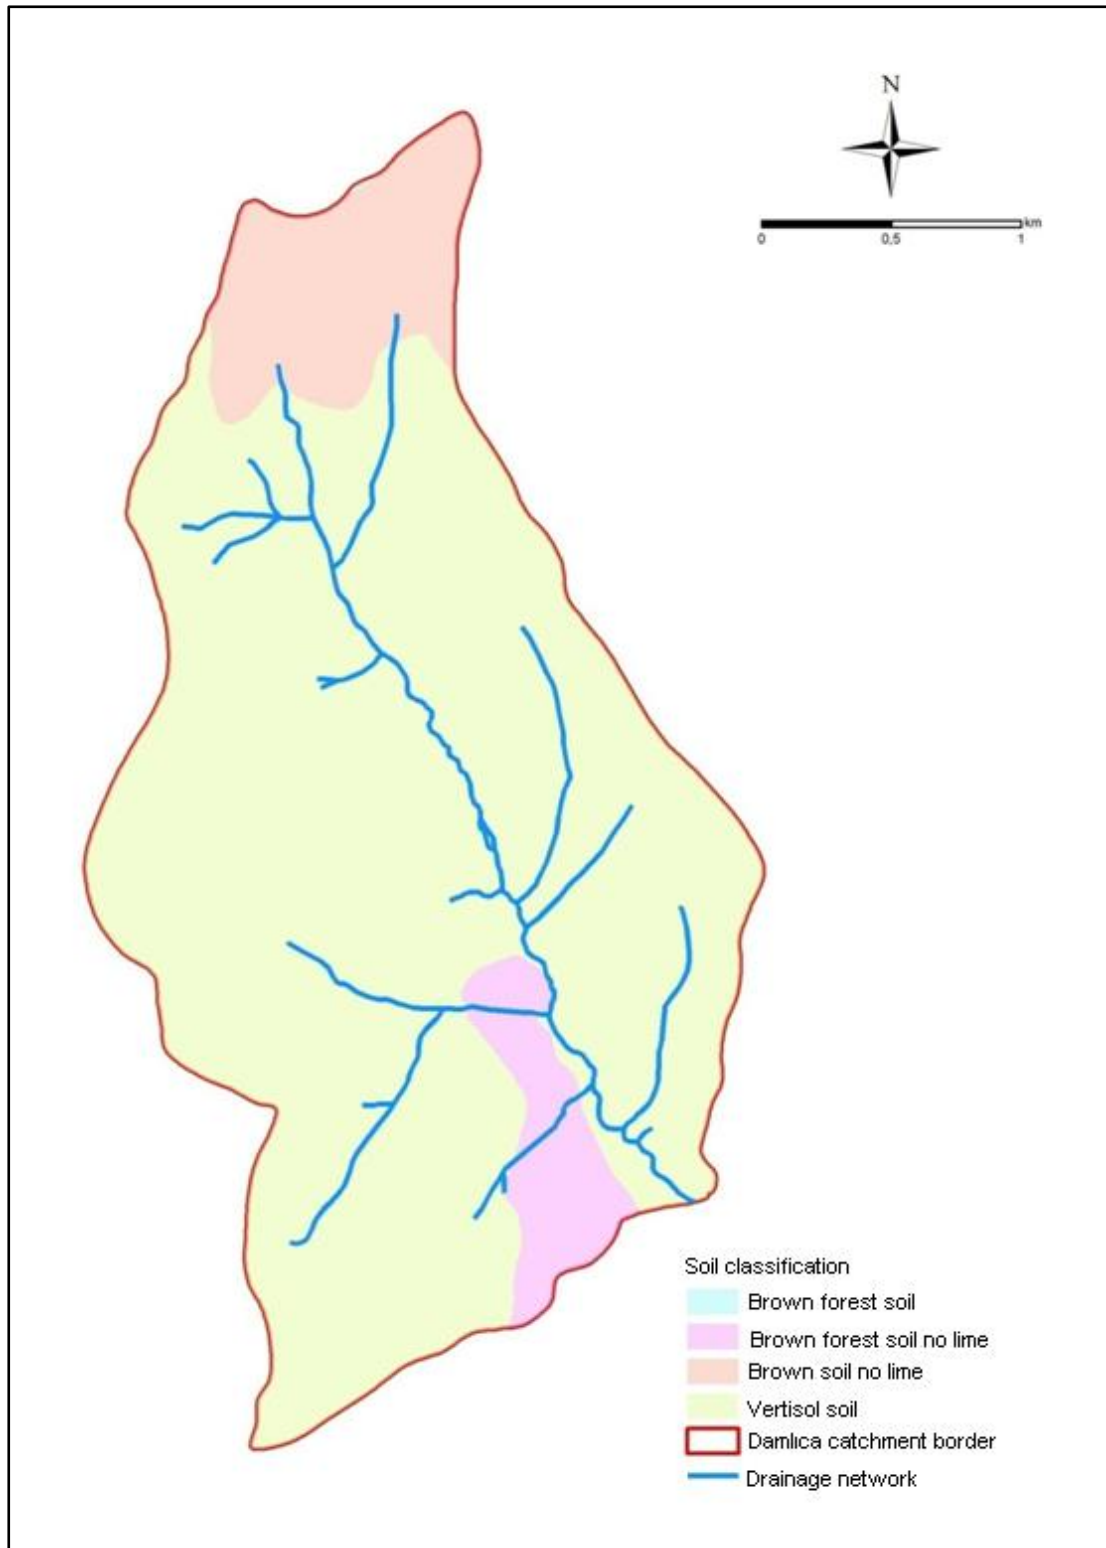 N
km
0 0,5 1
Soil classification
Brown forest soil
Brown forest soil no lime
Brown soil no lime
Vertisol soil
Damlıca catchment border
Drainage network